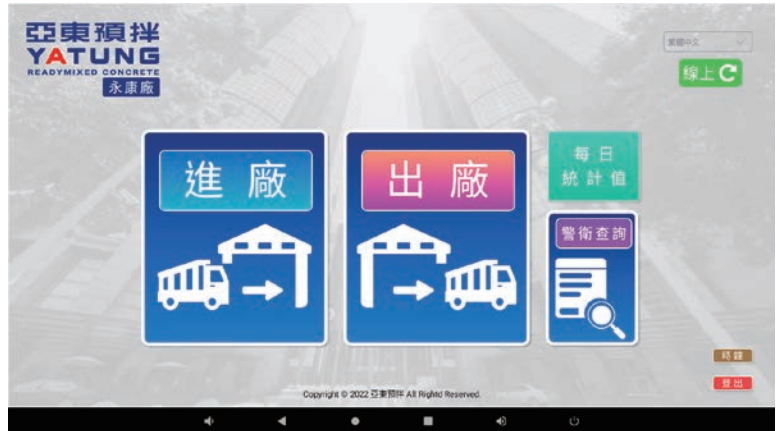 亞東預拌
YATUNG
READYMIXED CONCRETE
永康廠
繁體中文
線上
進 廠
出 廠
每 日
統 計 值
警衛查詢
時 鐘
登 出
Copyright © 2022 亞東預拌 All Rightd Reserved.